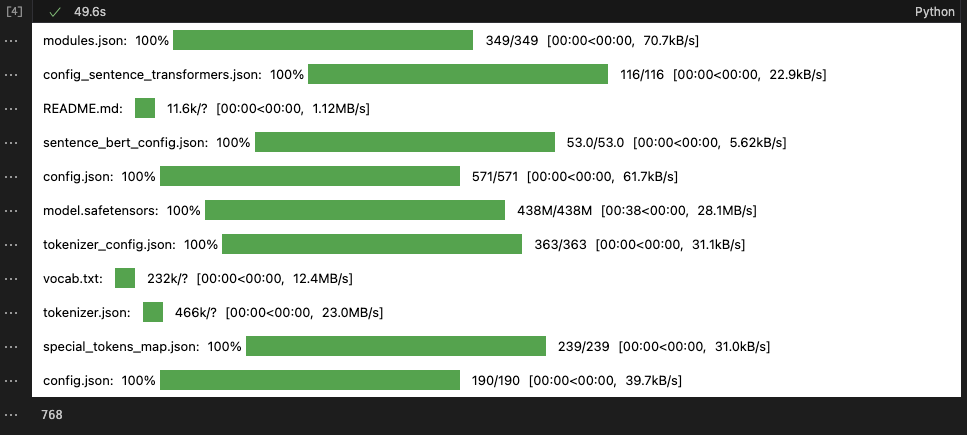 [4] ✓ 49.6s Python
... modules.json: 100% 349/349 [00:00<00:00, 70.7kB/s]
... config_sentence_transformers.json: 100% 116/116 [00:00<00:00, 22.9kB/s]
... README.md: 11.6k/? [00:00<00:00, 1.12MB/s]
... sentence_bert_config.json: 100% 53.0/53.0 [00:00<00:00, 5.62kB/s]
... config.json: 100% 571/571 [00:00<00:00, 61.7kB/s]
... model.safetensors: 100% 438M/438M [00:38<00:00, 28.1MB/s]
... tokenizer_config.json: 100% 363/363 [00:00<00:00, 31.1kB/s]
... vocab.txt: 232k/? [00:00<00:00, 12.4MB/s]
... tokenizer.json: 466k/? [00:00<00:00, 23.0MB/s]
... special_tokens_map.json: 100% 239/239 [00:00<00:00, 31.0kB/s]
... config.json: 100% 190/190 [00:00<00:00, 39.7kB/s]
... 768